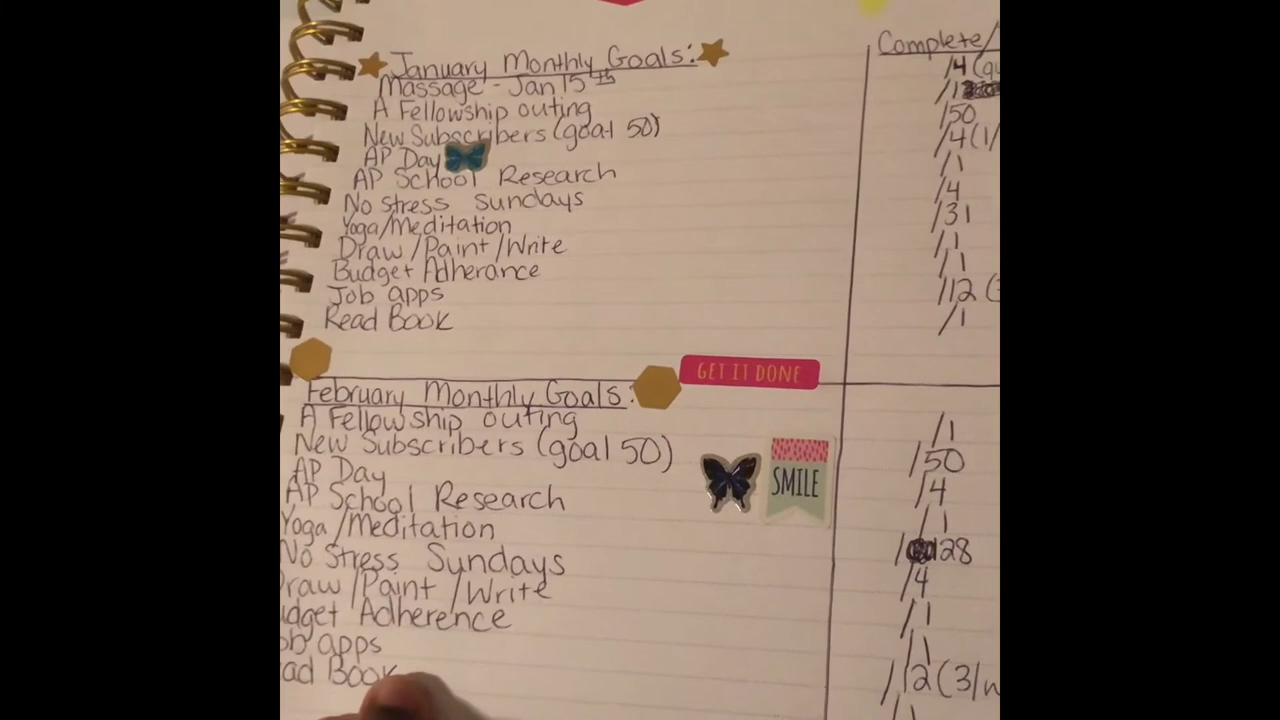 January Monthly Goals:
Massage - Jan 15th
A Fellowship outing
New Subscribers (goal 50)
AP Day
AP School Research
No stress Sundays
Yoga/Meditation
Draw/Paint/Write
Budget Adherance
Job apps
Read Book
Complete/
/4
/1
/50
/4(1/
/1
/4
/31
/1
/1
/12 (
/1
GET IT DONE
February Monthly Goals:
A Fellowship outing
New Subscribers (goal 50)
AP Day
AP School Research
Yoga/Meditation
No Stress Sundays
raw/Paint/Write
udget Adherence
ob apps
ad Book
SMILE
/1
/50
/4
/1
/28
/4
/1
/1
/12(3/